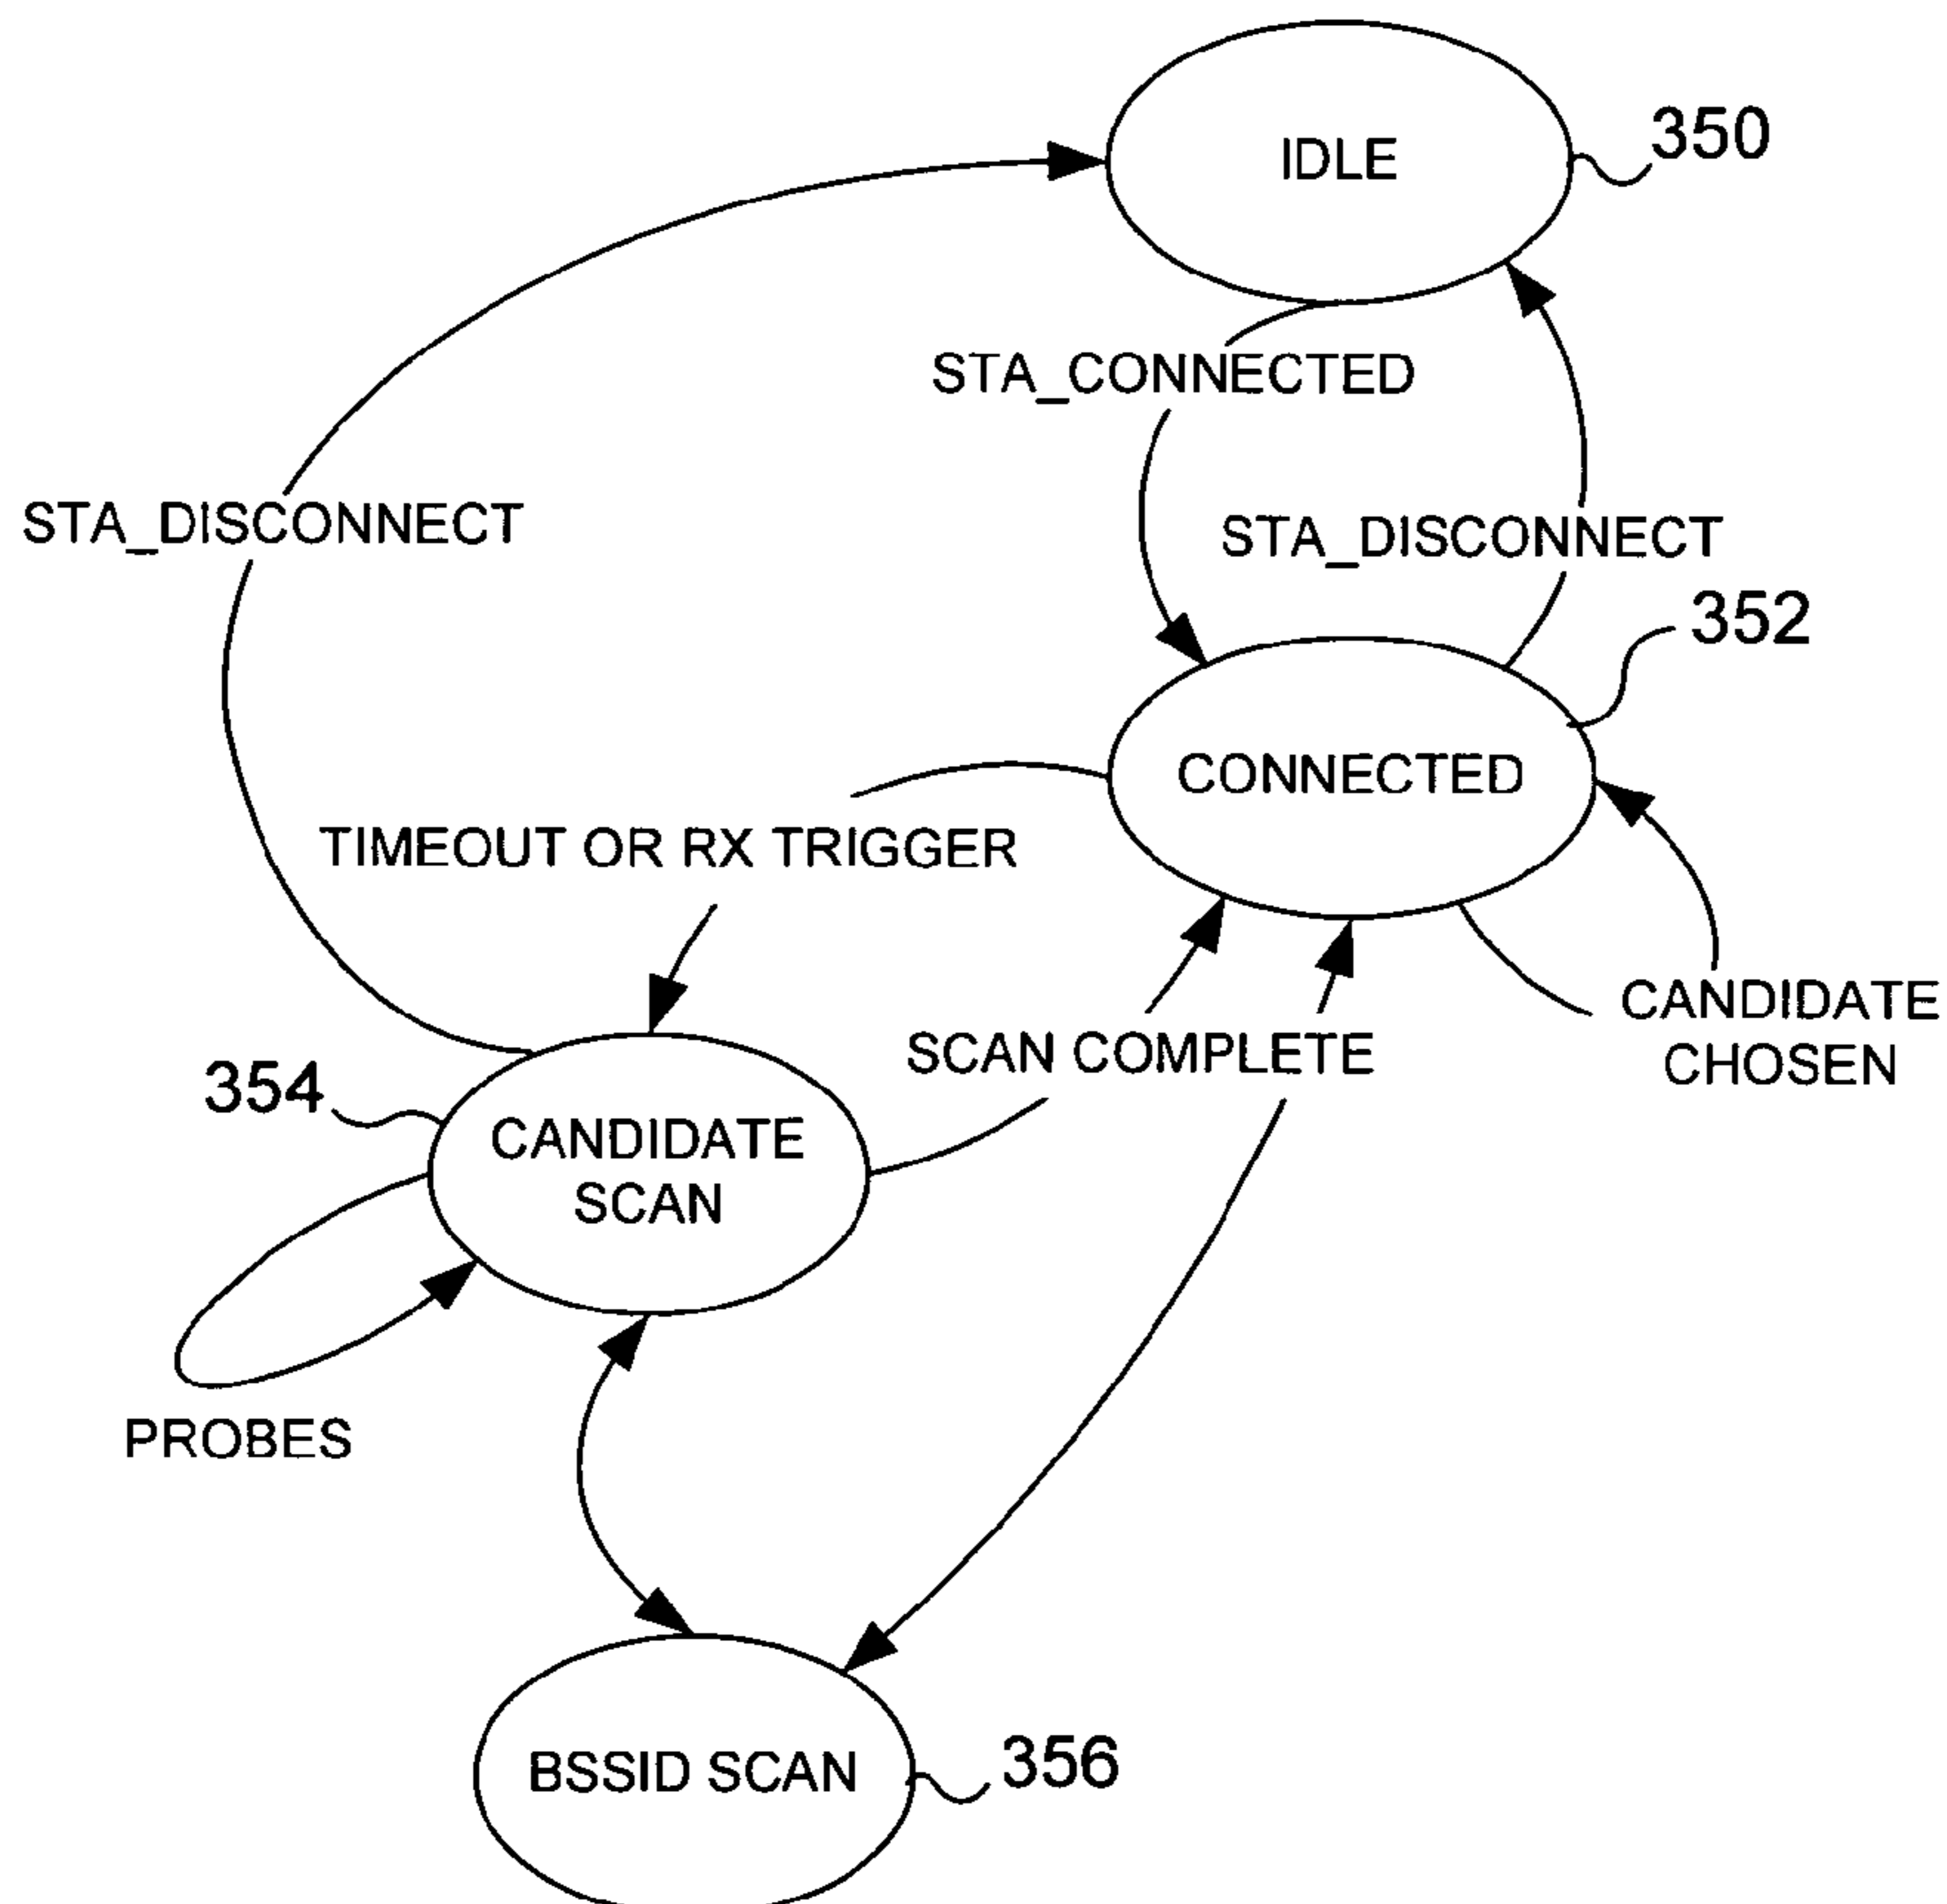 IDLE
350
STA_CONNECTED
STA_DISCONNECT
STA_DISCONNECT
352
CONNECTED
TIMEOUT OR RX TRIGGER
CANDIDATE
CHOSEN
SCAN COMPLETE
354
CANDIDATE
SCAN
PROBES
BSSID SCAN
356